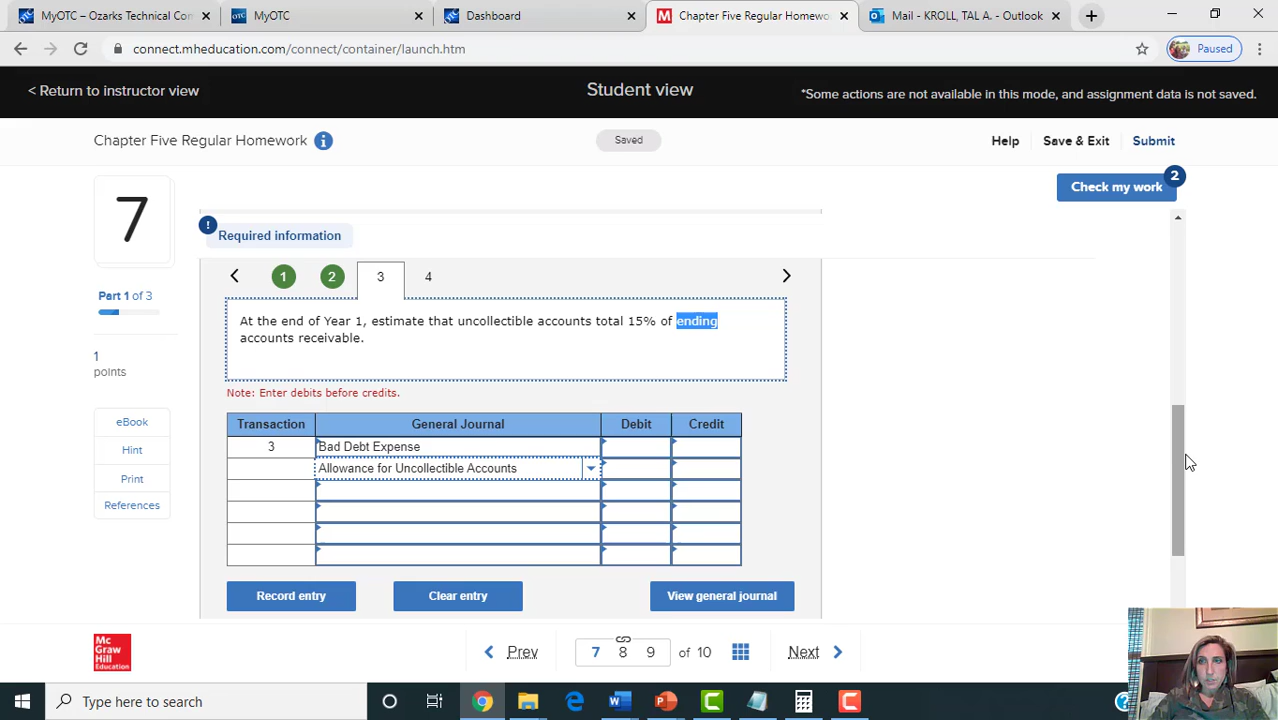 MyOTC – Ozarks Technical Con
MyOTC
Dashboard
Chapter Five Regular Homewo
Mail - KROLL, TAL A. - Outlook
connect.mheducation.com/connect/container/launch.htm
Paused
< Return to instructor view
Student view
*Some actions are not available in this mode, and assignment data is not saved.
Chapter Five Regular Homework
Saved
Help
Save & Exit
Submit
Check my work
2
7
Required information
1
2
3
4
Part 1 of 3
At the end of Year 1, estimate that uncollectible accounts total 15% of ending
accounts receivable.
1
points
Note: Enter debits before credits.
eBook
Hint
Print
References
Transaction General Journal Debit Credit
3 Bad Debt Expense
Allowance for Uncollectible Accounts
Record entry
Clear entry
View general journal
Mc
Graw
Hill
Education
Prev
7 8 9 of 10
Next
Type here to search